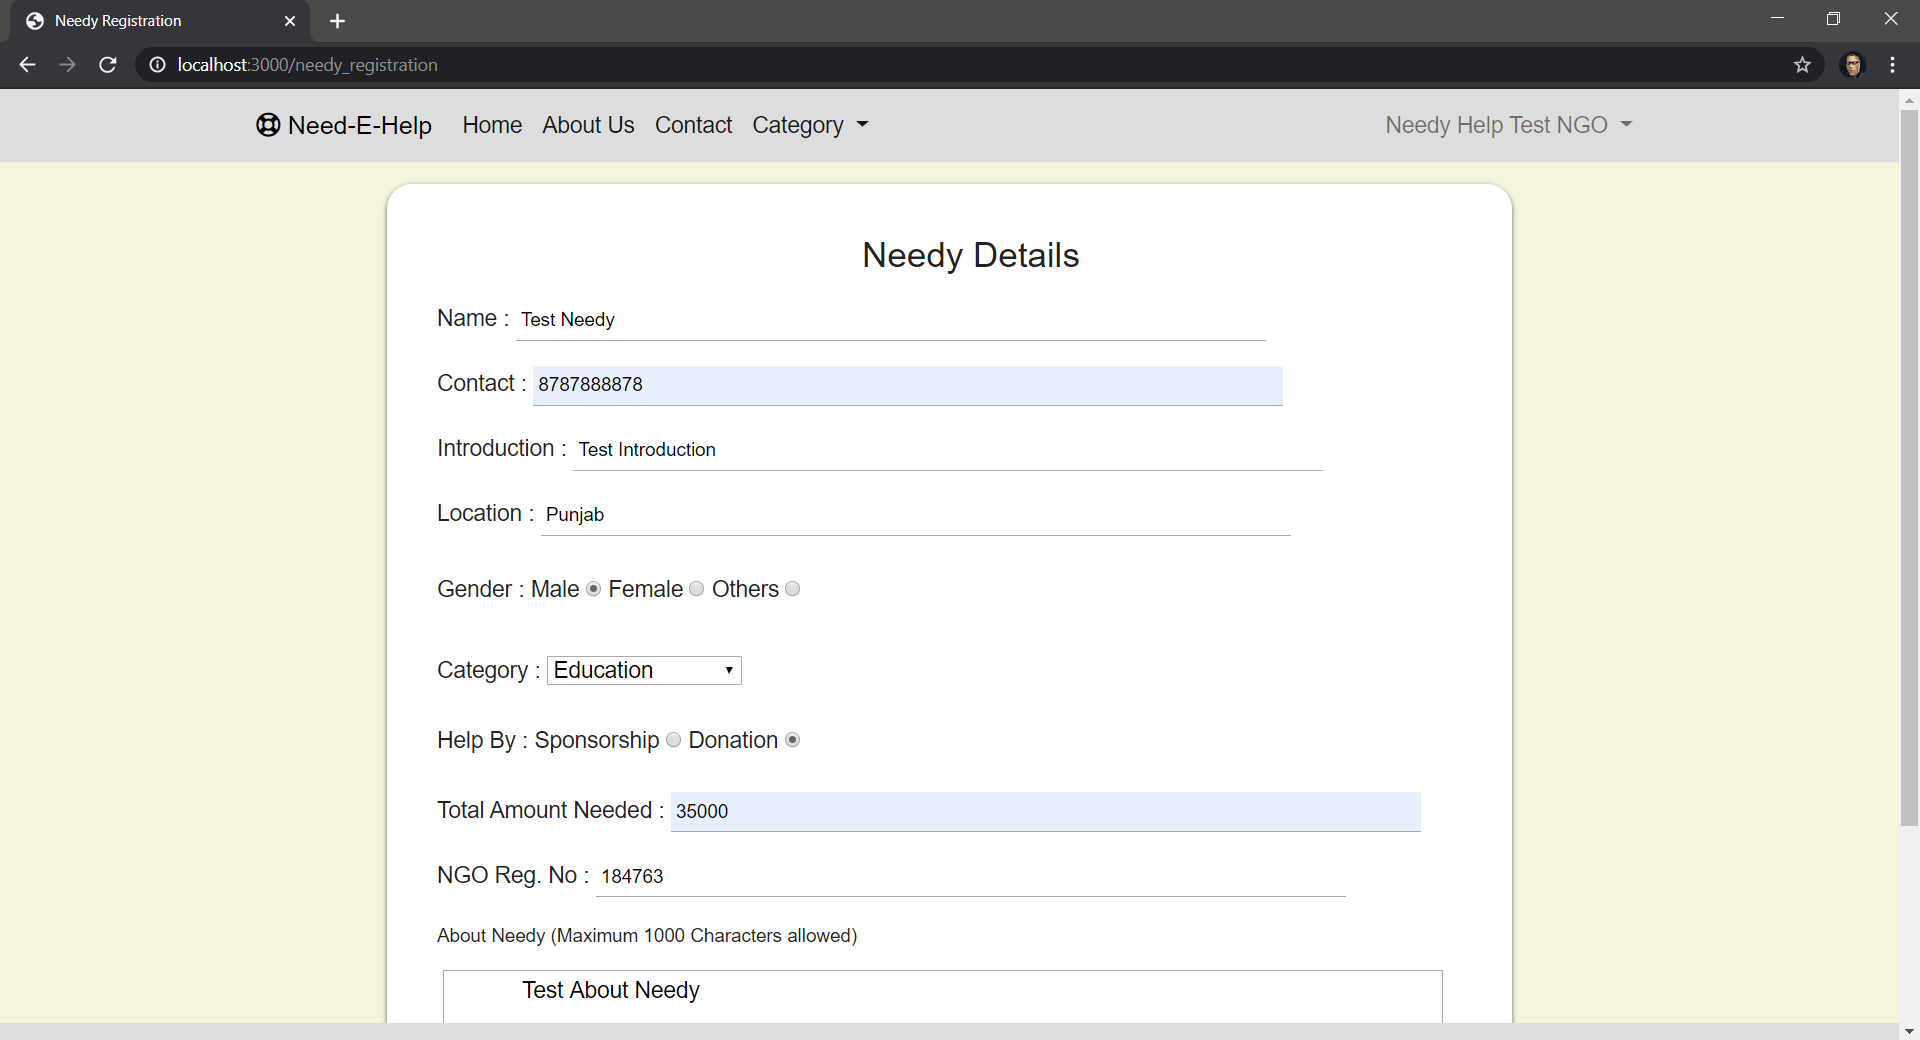 Needy Registration
localhost:3000/needy_registration
Need-E-Help Home About Us Contact Category Needy Help Test NGO
Needy Details
Name : Test Needy
Contact : 8787888878
Introduction : Test Introduction
Location : Punjab
Gender : Male Female Others
Category : Education
Help By : Sponsorship Donation
Total Amount Needed : 35000
NGO Reg. No : 184763
About Needy (Maximum 1000 Characters allowed)
Test About Needy